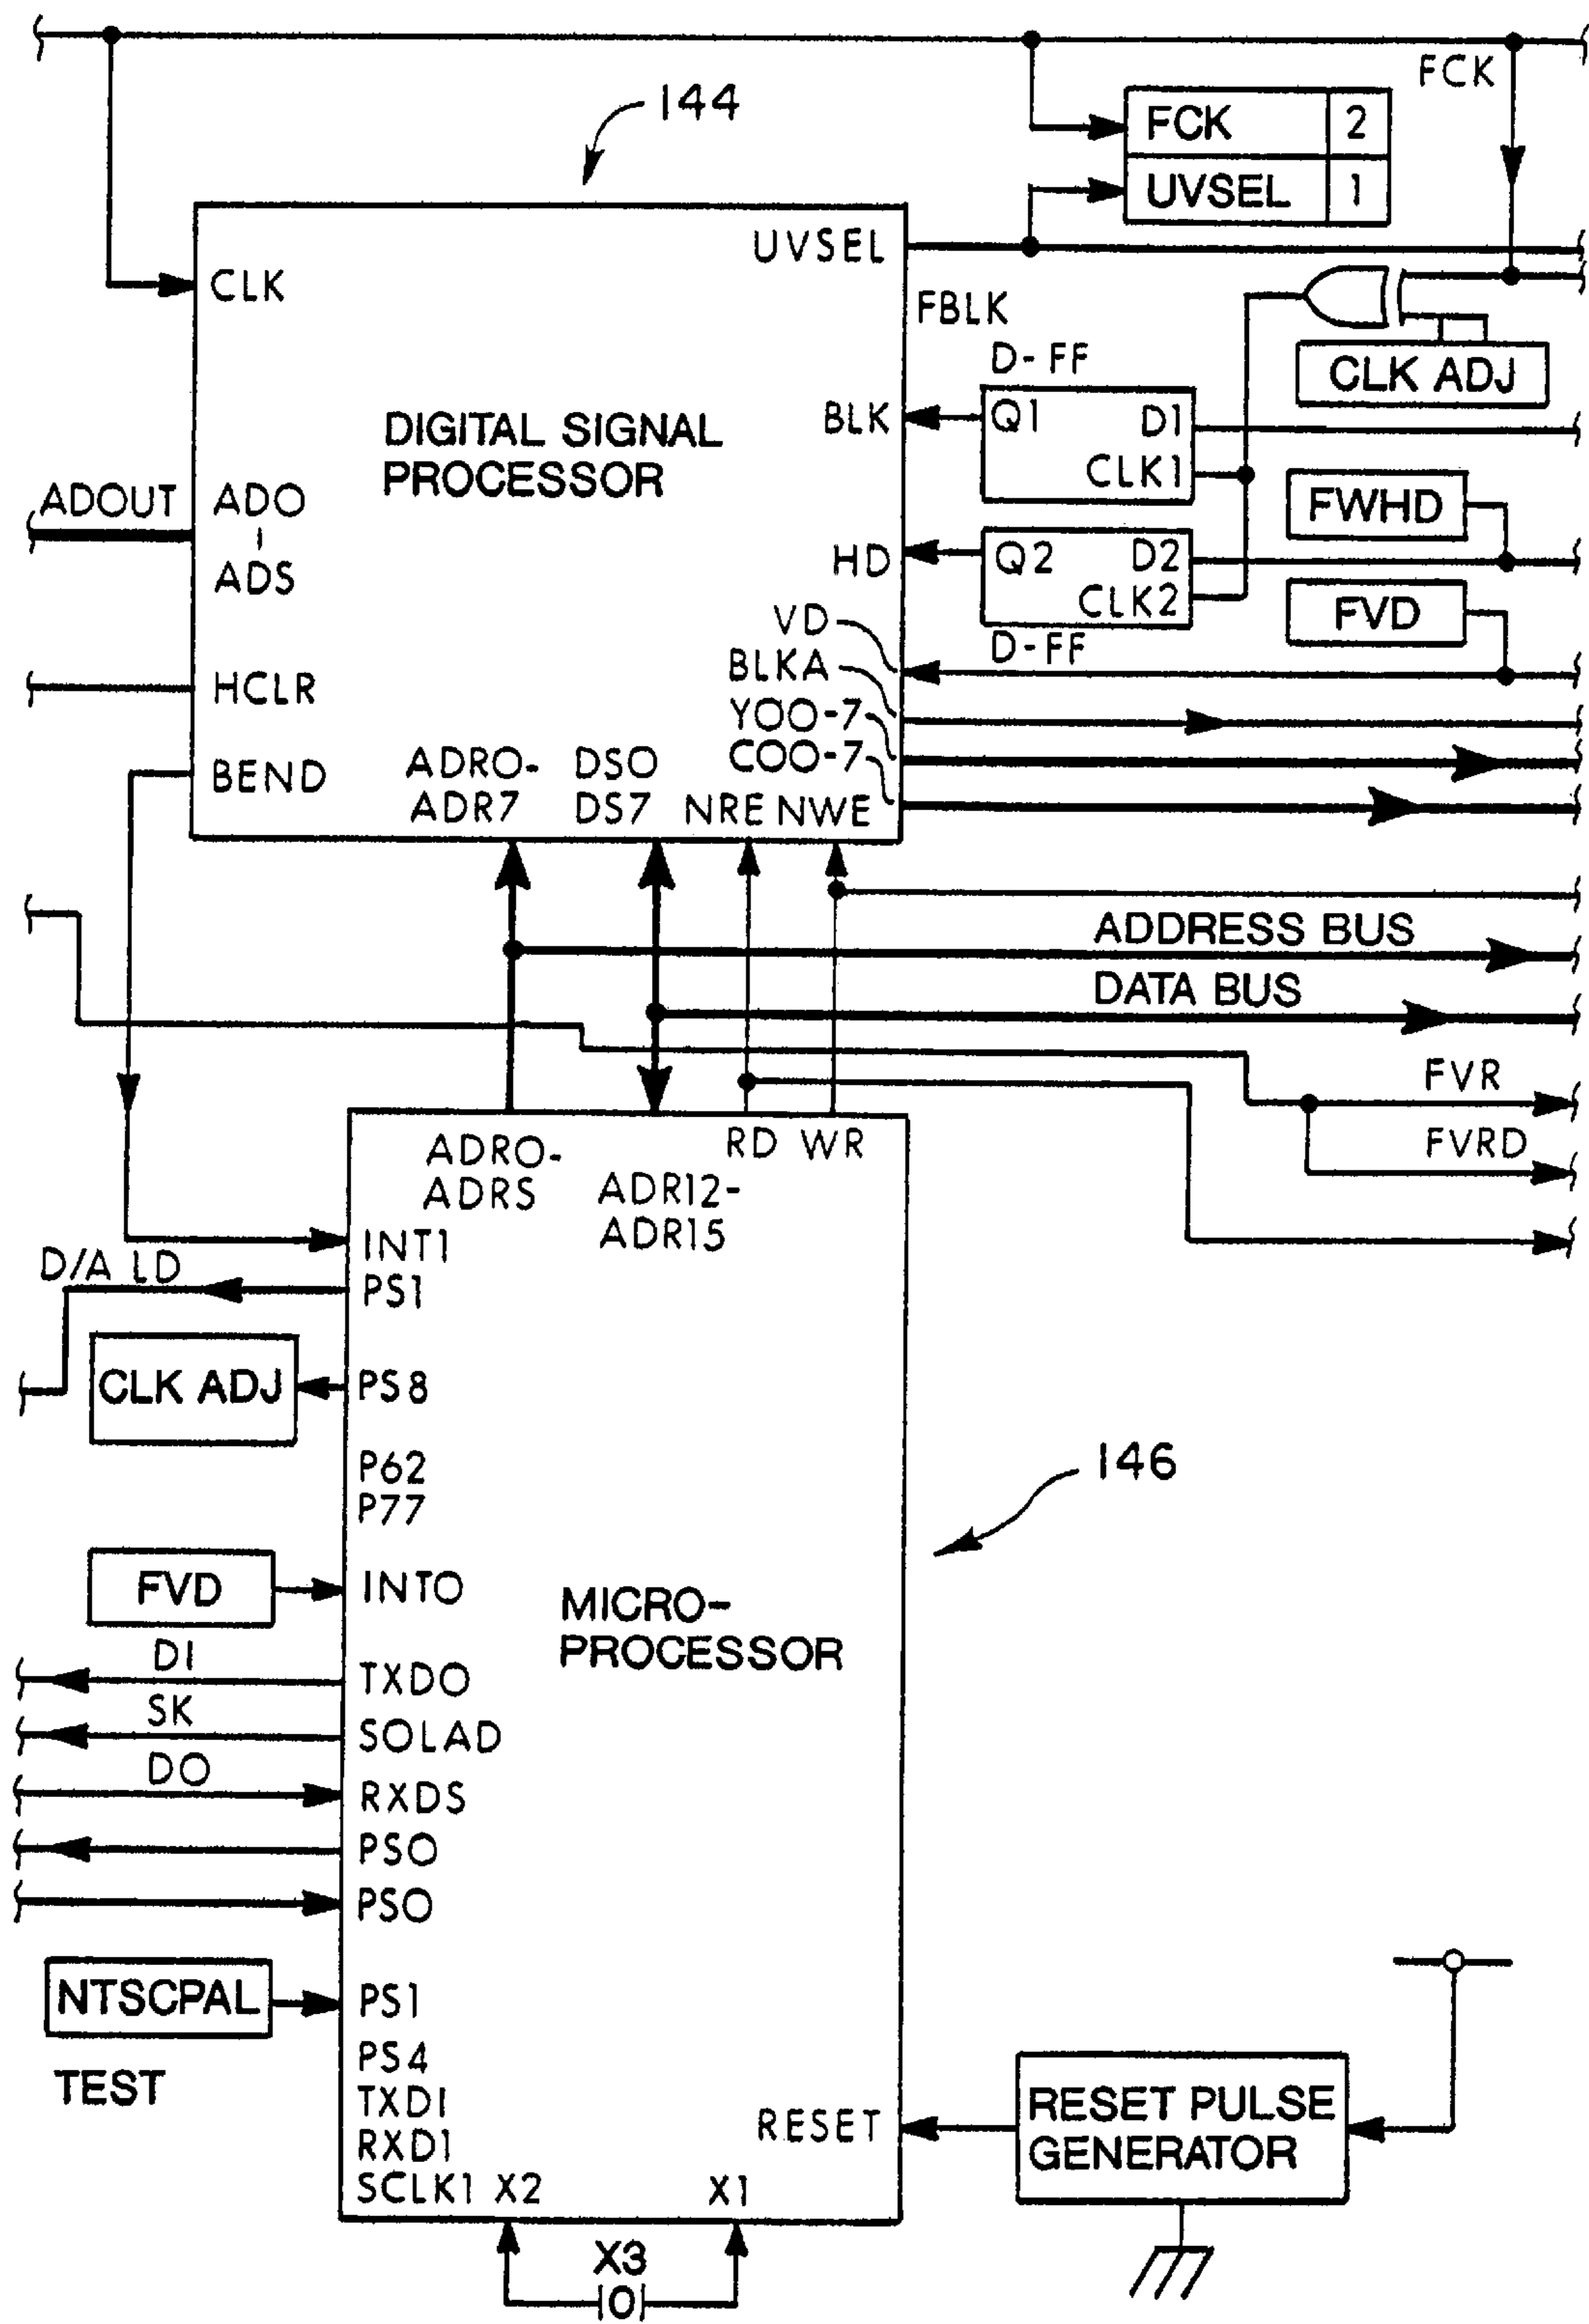 FCK
144
FCK 2
UVSEL 1
UVSEL
CLK
FBLK
D-FF
CLK ADJ
DIGITAL SIGNAL
PROCESSOR
BLK
Q1 D1
CLK1
ADOUT
ADO
-
ADS
FWHD
HD
Q2 D2
CLK2
FVD
VD
D-FF
BLKA
HCLR
YOO-7
COO-7
BEND
ADRO-
ADR7
DSO
DS7
NRE NWE
ADDRESS BUS
DATA BUS
FVR
FVRD
RD WR
ADRO-
ADRS
ADR12-
ADR15
INT1
D/A LD
PS1
CLK ADJ
PS8
146
P62
P77
FVD
INTO
MICRO-
PROCESSOR
DI
TXDO
SK
SOLAD
DO
RXDS
PSO
PSO
NTSCPAL
PS1
PS4
TEST
TXD1
RXD1
RESET
RESET PULSE
GENERATOR
SCLK1 X2
X1
X3